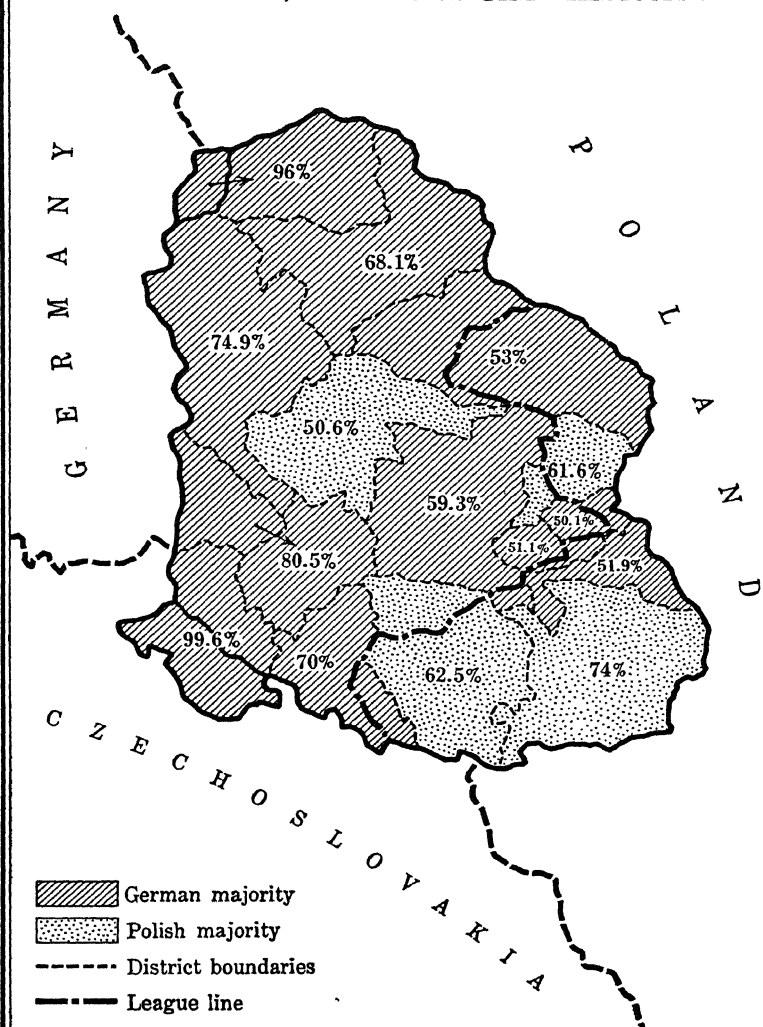 GERMANY
POLAND
96%
68.1%
74.9%
53%
50.6%
61.6%
59.3%
50.1%
51.1%
80.5%
51.9%
99.6%
70%
62.5%
74%
CZECHOSLOVAKIA
German majority
Polish majority
District boundaries
League line